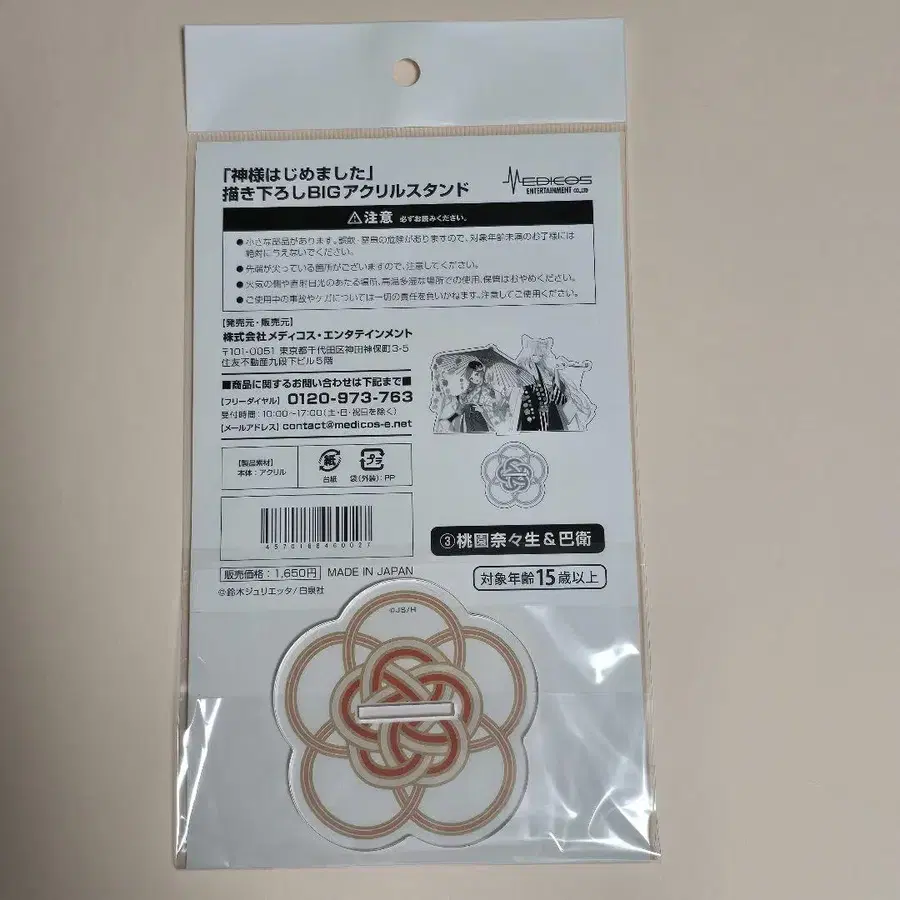 「神様はじめました」
描き下ろしBIGアクリルスタンド
MEDICOS
ENTERTAINMENT CO.,LTD
⚠注意 必ずお読みください。
●小さな部品があります。誤飲・窒息の危険がありますので、対象年齢未満のお子様には
絶対に与えないでください。
●先端が尖っている箇所がございますので、注意してください。
●火気の側や直射日光のあたる場所、高温多湿な場所での使用、保管はおやめください。
●ご使用中の事故やケガについては一切の責任を負いかねます。注意してご使用ください。
【発売元・販売元】
株式会社メディコス・エンタテインメント
〒101-0051 東京都千代田区神田神保町3-5
住友不動産九段下ビル5階
■商品に関するお問い合わせは下記まで■
【フリーダイヤル】 0120-973-763
受付時間:10:00~17:00(土・日・祝日を除く)
【メールアドレス】 contact@medicos-e.net
【製品素材】
本体:アクリル
紙
台紙
プラ
袋(外装):PP
販売価格:1,650円
MADE IN JAPAN
©鈴木ジュリエッタ/白泉社
③桃園奈々生&巴衛
対象年齢15歳以上
©JS/H